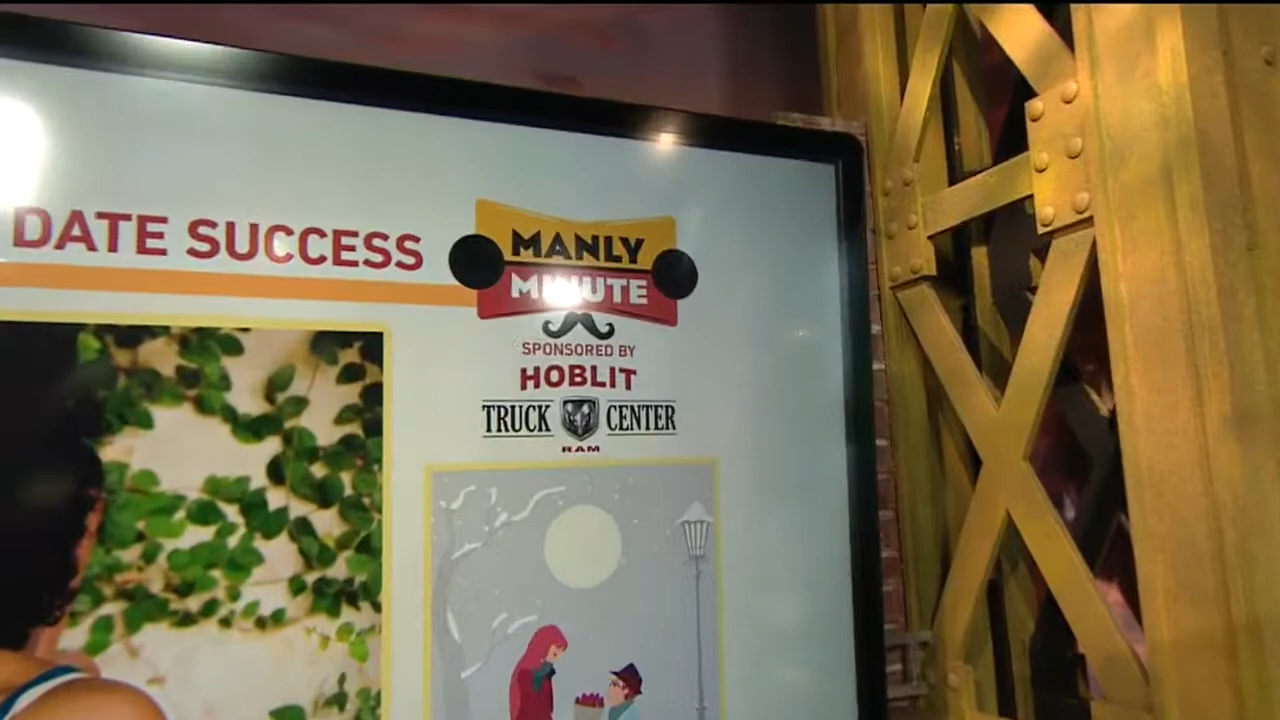 DATE SUCCESS
MANLY
MINUTE
SPONSORED BY
HOBLIT
TRUCK CENTER
RAM